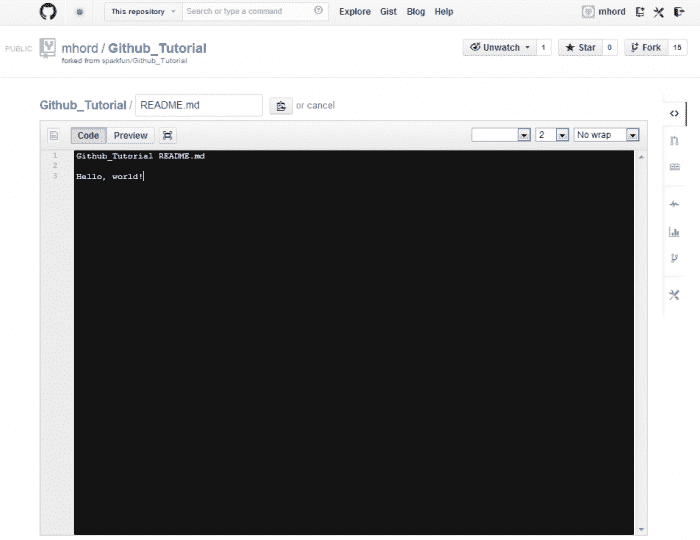 This repository Search or type a command Explore Gist Blog Help mhord
PUBLIC mhord / Github_Tutorial Unwatch 1 Star 0 Fork 15
forked from sparkfun/Github_Tutorial
Github_Tutorial / README.md or cancel
Code Preview 2 No wrap
1 Github_Tutorial README.md
2
3 Hello, world!